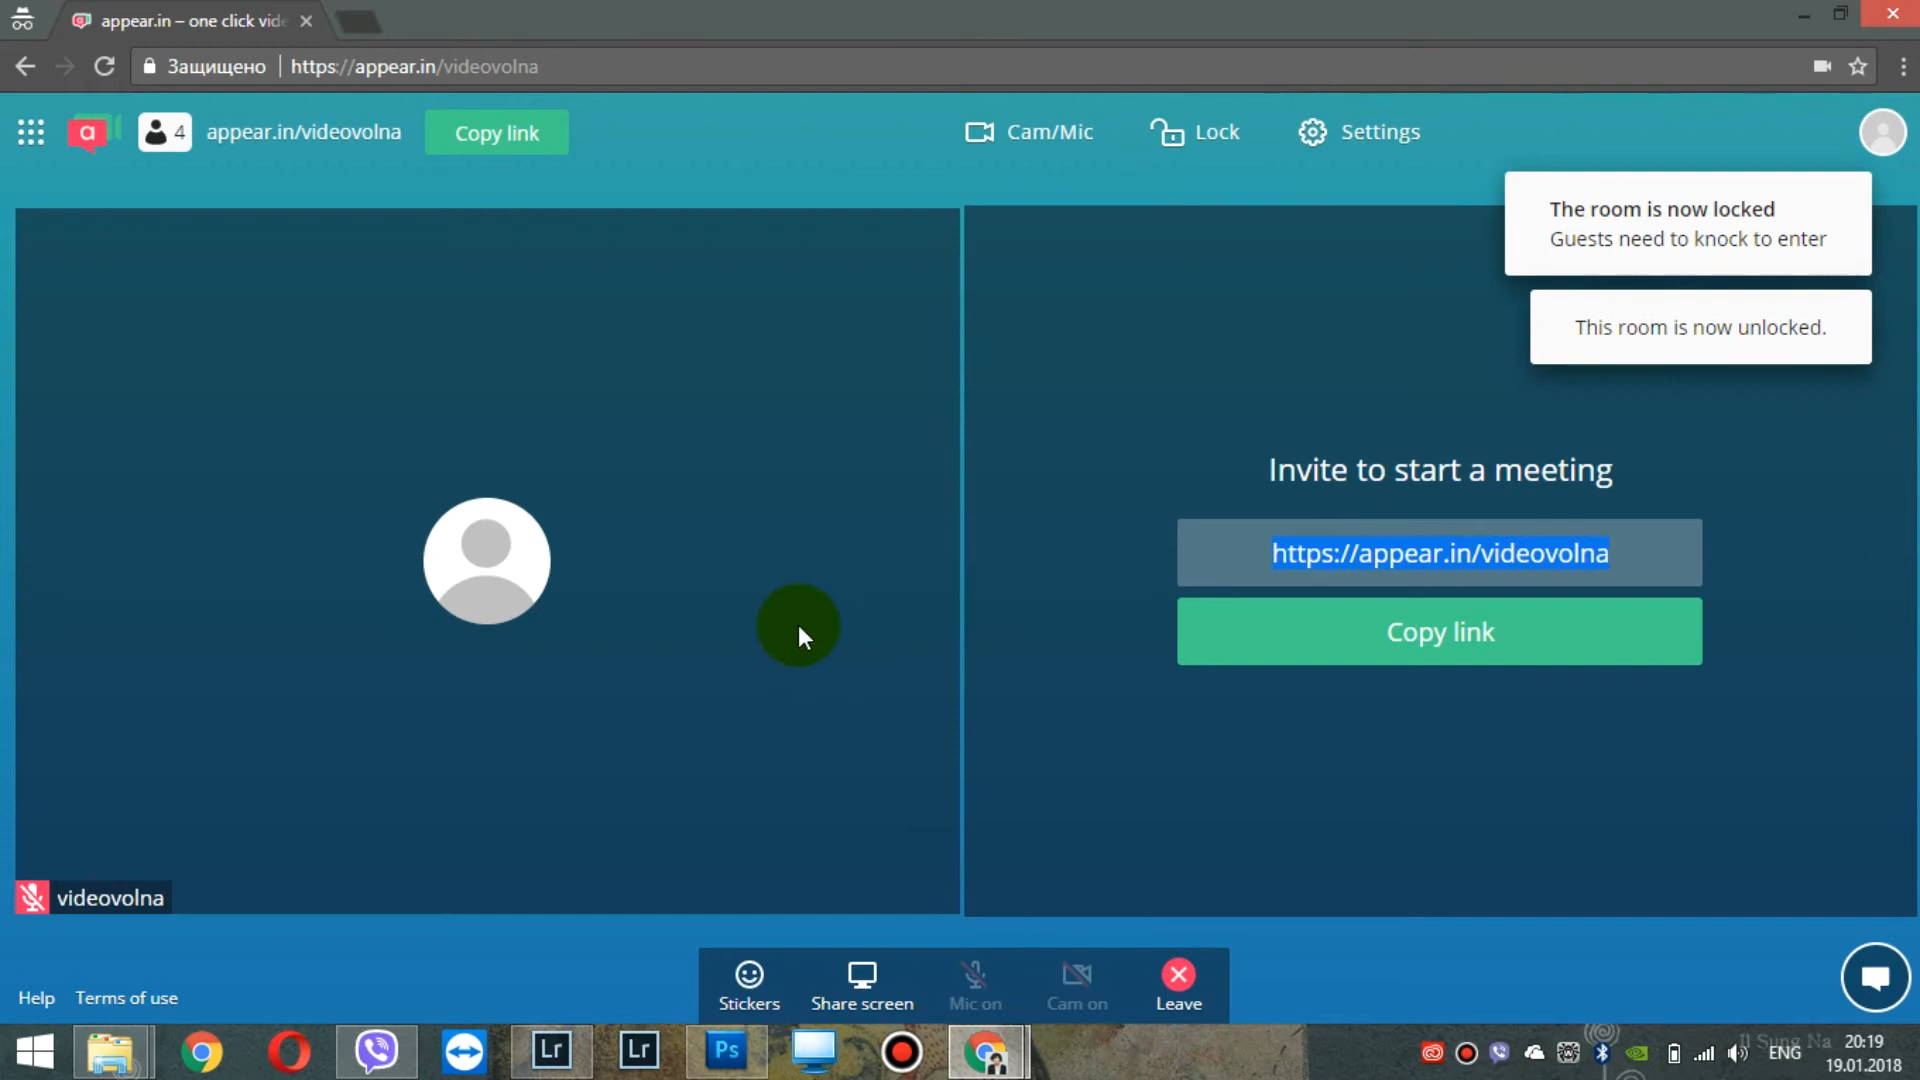 appear.in – one click vide
Защищено
https://appear.in/videovolna
a
4
appear.in/videovolna
Copy link
Cam/Mic
Lock
Settings
The room is now locked
Guests need to knock to enter
This room is now unlocked.
Invite to start a meeting
https://appear.in/videovolna
Copy link
videovolna
Help
Terms of use
Stickers
Share screen
Mic on
Cam on
Leave
Lr
Lr
Ps
Il Sung Na
ENG
20:19
19.01.2018